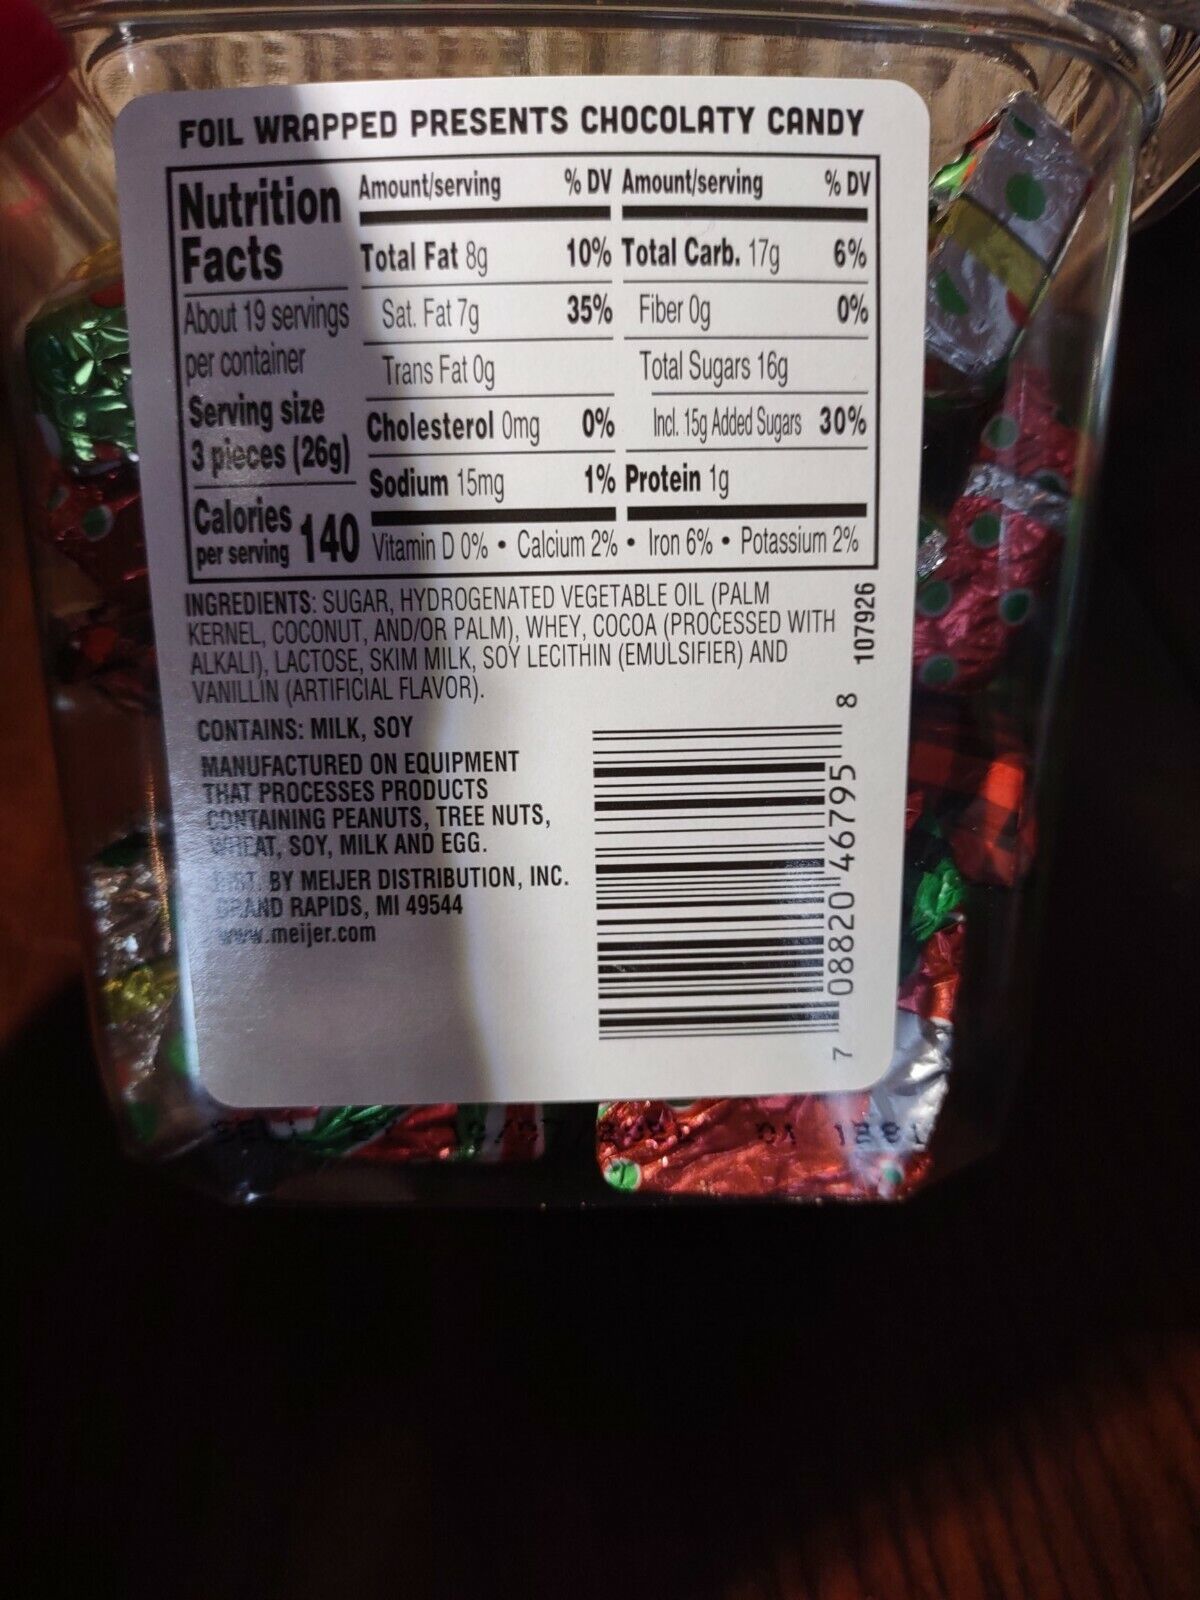 FOIL WRAPPED PRESENTS CHOCOLATY CANDY
Nutrition
Facts
About 19 servings
per container
Serving size
3 pieces (26g)
Calories
per serving 140
Amount/serving % DV Amount/serving % DV
Total Fat 8g 10% Total Carb. 17g 6%
Sat. Fat 7g 35% Fiber 0g 0%
Trans Fat 0g Total Sugars 16g
Cholesterol 0mg 0% Incl. 15g Added Sugars 30%
Sodium 15mg 1% Protein 1g
Vitamin D 0% • Calcium 2% • Iron 6% • Potassium 2%
INGREDIENTS: SUGAR, HYDROGENATED VEGETABLE OIL (PALM
KERNEL, COCONUT, AND/OR PALM), WHEY, COCOA (PROCESSED WITH
ALKALI), LACTOSE, SKIM MILK, SOY LECITHIN (EMULSIFIER) AND
VANILLIN (ARTIFICIAL FLAVOR).
CONTAINS: MILK, SOY
MANUFACTURED ON EQUIPMENT
THAT PROCESSES PRODUCTS
CONTAINING PEANUTS, TREE NUTS,
WHEAT, SOY, MILK AND EGG.
DIST. BY MEIJER DISTRIBUTION, INC.
GRAND RAPIDS, MI 49544
www.meijer.com
107926
7 08820 46795 8
SELL BY